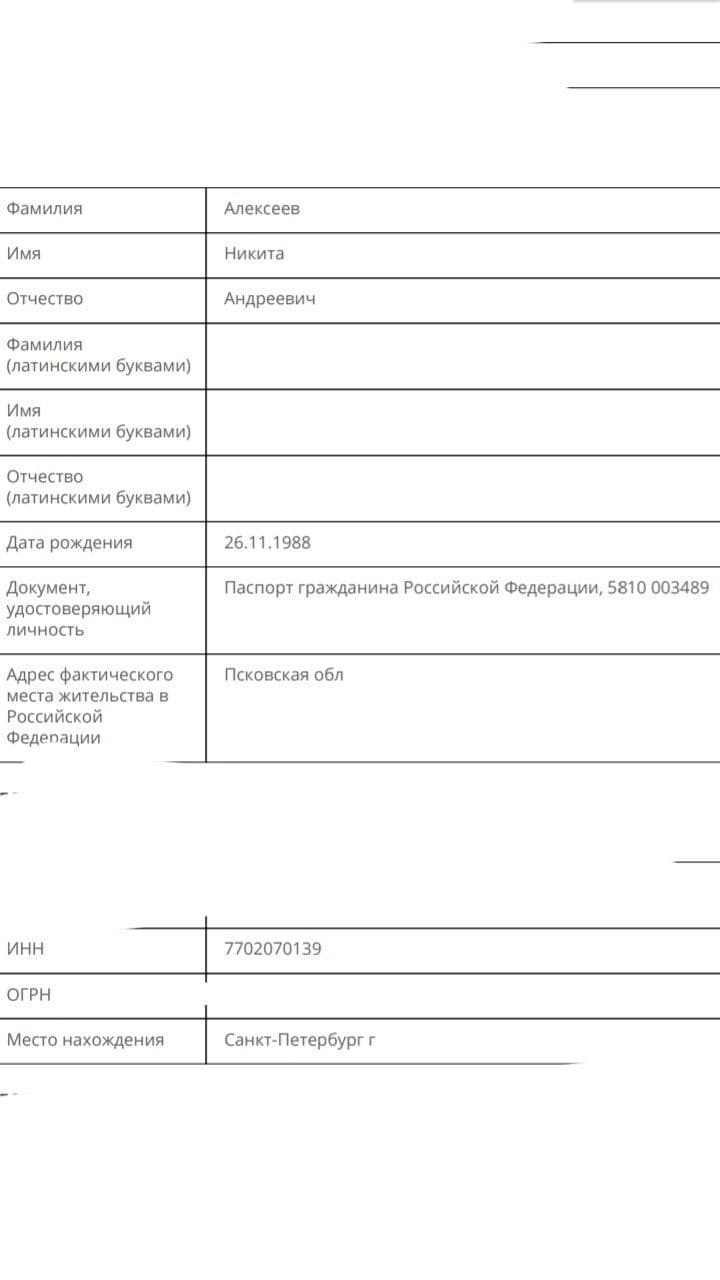 Фамилия Алексеев
Имя Никита
Отчество Андреевич
Фамилия
(латинскими буквами)
Имя
(латинскими буквами)
Отчество
(латинскими буквами)
Дата рождения 26.11.1988
Документ, Паспорт гражданина Российской Федерации, 5810 003489
удостоверяющий
личность
Адрес фактического Псковская обл
места жительства в
Российской
Федерации
ИНН 7702070139
ОГРН
Место нахождения Санкт-Петербург г